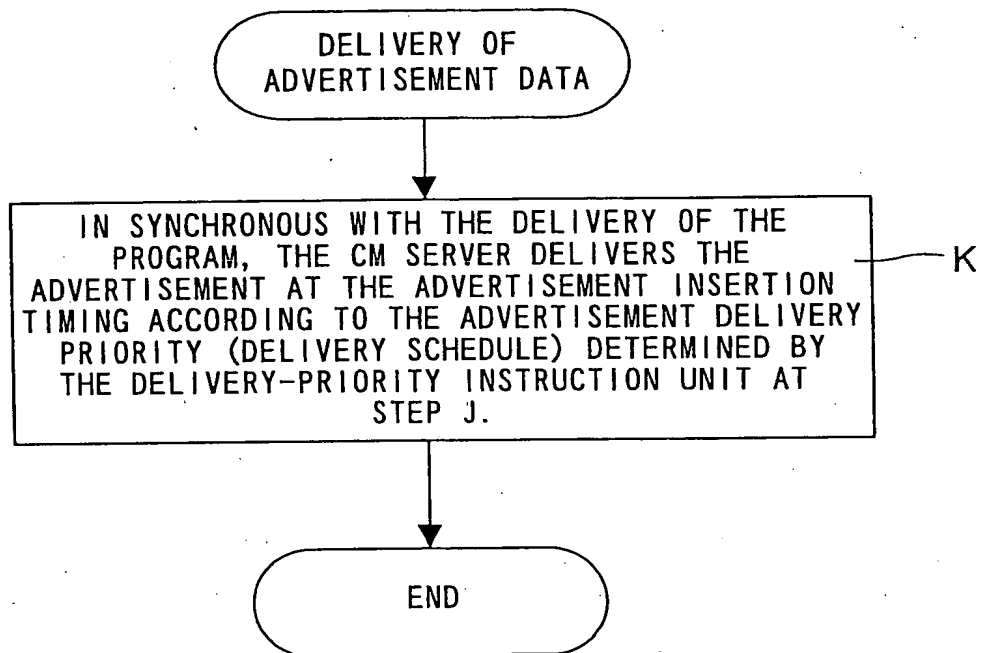 DELIVERY OF
ADVERTISEMENT DATA
IN SYNCHRONOUS WITH THE DELIVERY OF THE
PROGRAM, THE CM SERVER DELIVERS THE
ADVERTISEMENT AT THE ADVERTISEMENT INSERTION
TIMING ACCORDING TO THE ADVERTISEMENT DELIVERY
PRIORITY (DELIVERY SCHEDULE) DETERMINED BY
THE DELIVERY-PRIORITY INSTRUCTION UNIT AT
STEP J.
K
END